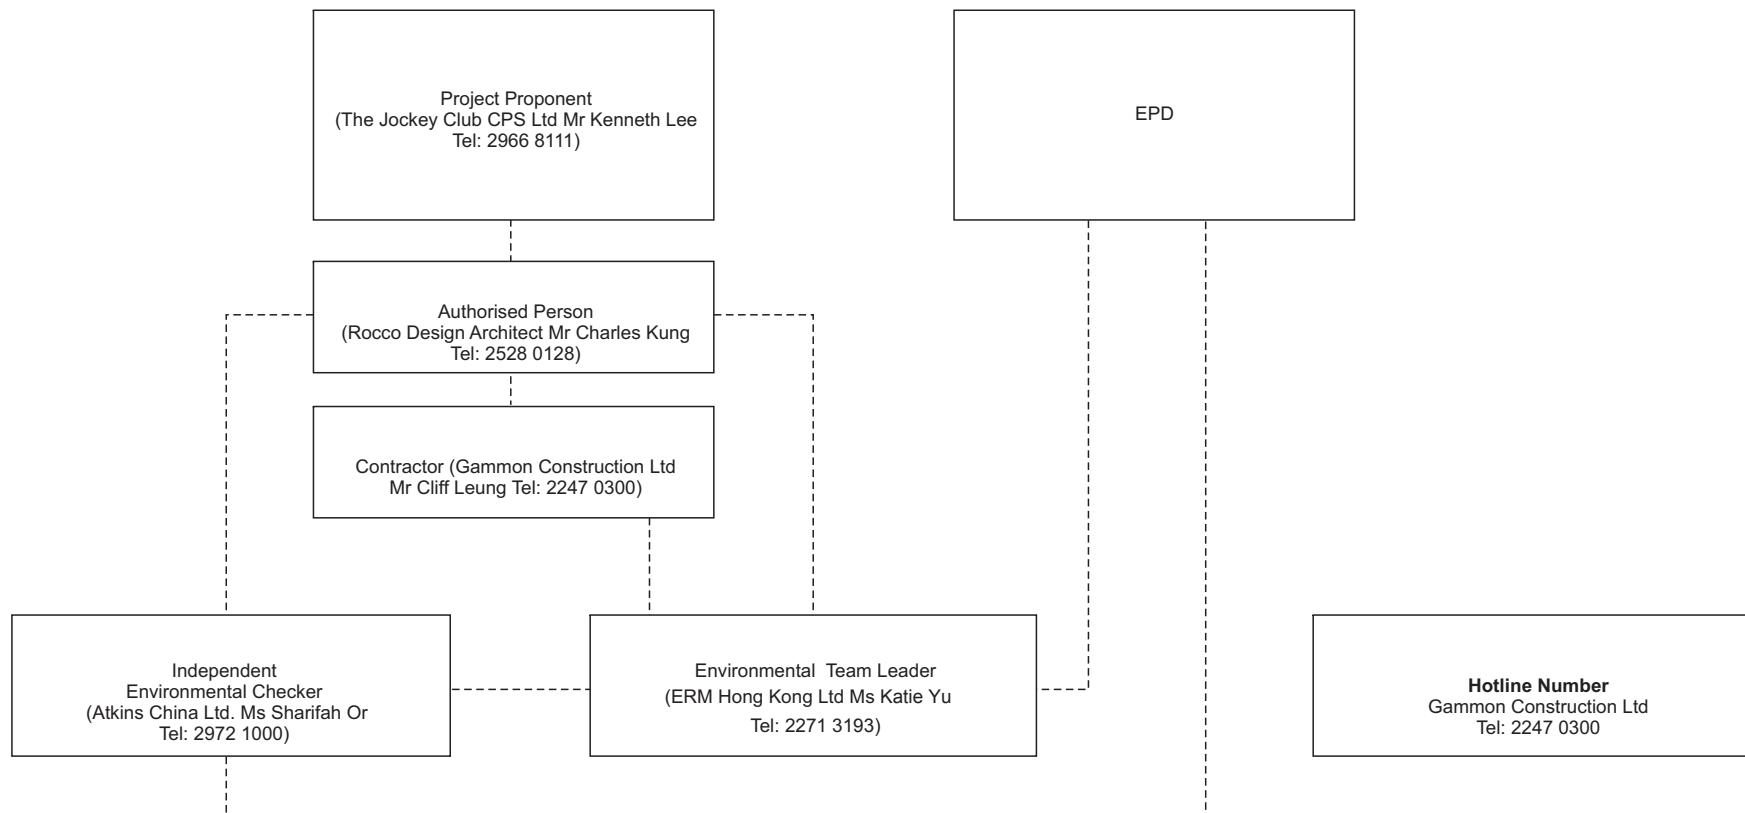 Project Proponent
(The Jockey Club CPS Ltd Mr Kenneth Lee
Tel: 2966 8111)
EPD
Authorised Person
(Rocco Design Architect Mr Charles Kung
Tel: 2528 0128)
Contractor (Gammon Construction Ltd
Mr Cliff Leung Tel: 2247 0300)
Independent
Environmental Checker
(Atkins China Ltd. Ms Sharifah Or
Tel: 2972 1000)
Environmental Team Leader
(ERM Hong Kong Ltd Ms Katie Yu
Tel: 2271 3193)
Hotline Number
Gammon Construction Ltd
Tel: 2247 0300